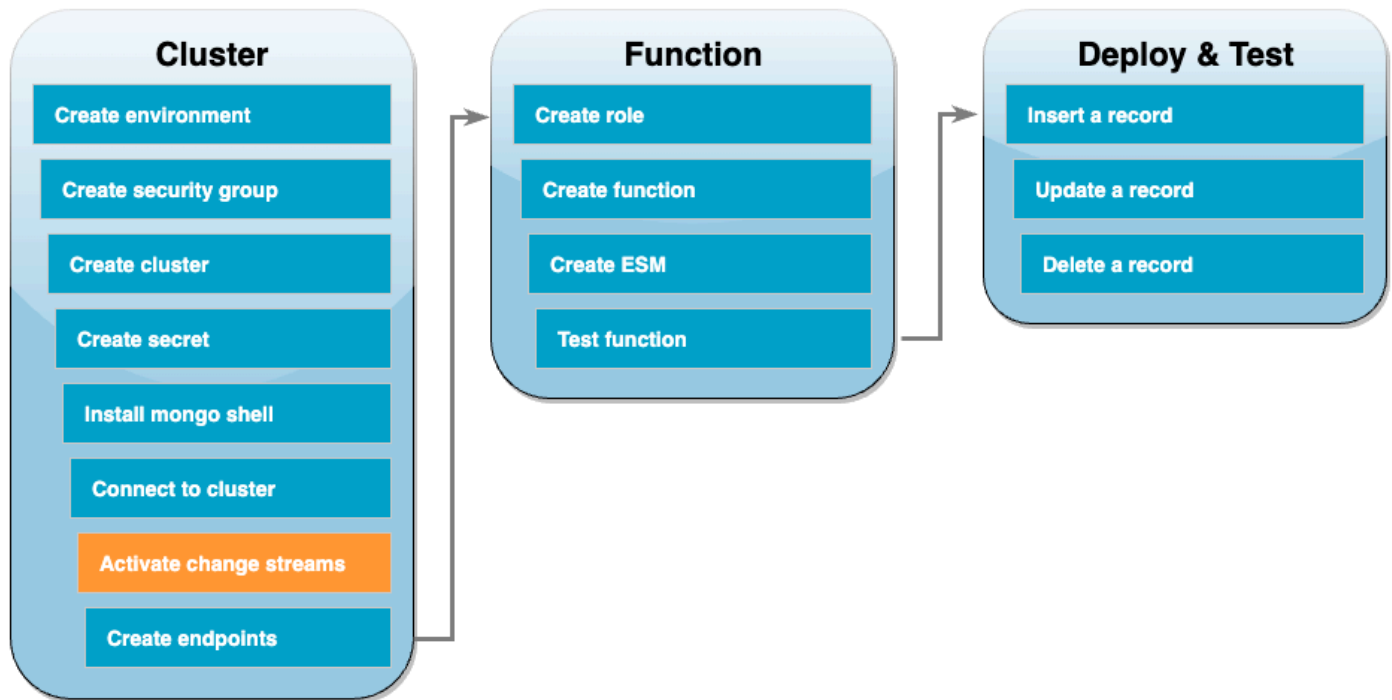 Cluster
Create environment
Create security group
Create cluster
Create secret
Install mongo shell
Connect to cluster
Activate change streams
Create endpoints
Function
Create role
Create function
Create ESM
Test function
Deploy & Test
Insert a record
Update a record
Delete a record